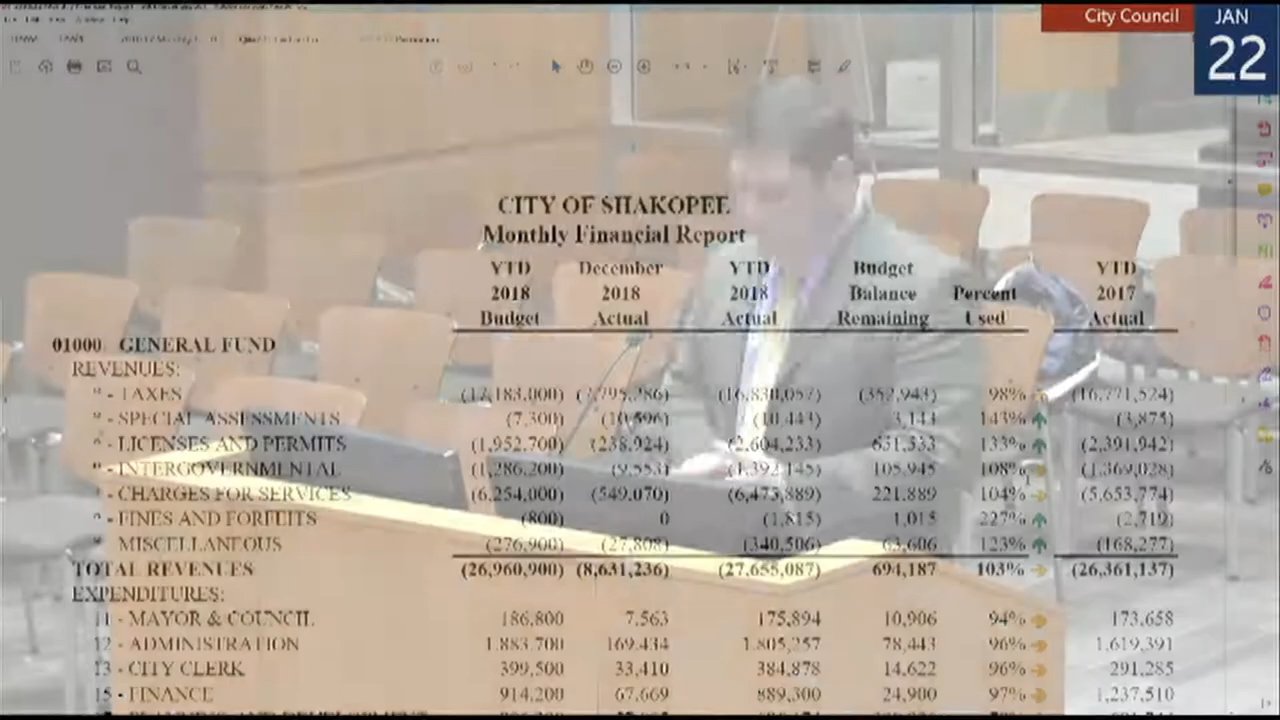 City Council
JAN
22
CITY OF SHAKOPEE
Monthly Financial Report
YTD December YTD Budget YTD
2018 2018 2018 Balance Percent 2017
Budget Actual Actual Remaining Used Actual
01000 GENERAL FUND
REVENUES:
* - TAXES (17,183,000) (7,795,286) (16,830,057) (352,943) 98% (16,771,524)
* - SPECIAL ASSESSMENTS (7,300) (10,596) (10,443) 3,143 143% (3,875)
* - LICENSES AND PERMITS (1,952,700) (238,924) (2,604,233) 651,533 133% (2,391,942)
* - INTERGOVERNMENTAL (1,286,200) (9,553) (1,392,145) 105,945 108% (1,369,028)
* - CHARGES FOR SERVICES (6,254,000) (549,070) (6,475,889) 221,889 104% (5,653,774)
* - FINES AND FORFEITS (800) 0 (1,815) 1,015 227% (2,719)
* MISCELLANEOUS (276,900) (27,808) (340,506) 63,606 123% (168,277)
TOTAL REVENUES (26,960,900) (8,631,236) (27,655,087) 694,187 103% (26,361,137)
EXPENDITURES:
11 - MAYOR & COUNCIL 186,800 7,563 175,894 10,906 94% 173,658
12 - ADMINISTRATION 1,883,700 169,434 1,805,257 78,443 96% 1,619,391
13 - CITY CLERK 399,500 33,410 384,878 14,622 96% 291,285
15 - FINANCE 914,200 67,669 889,300 24,900 97% 1,237,510